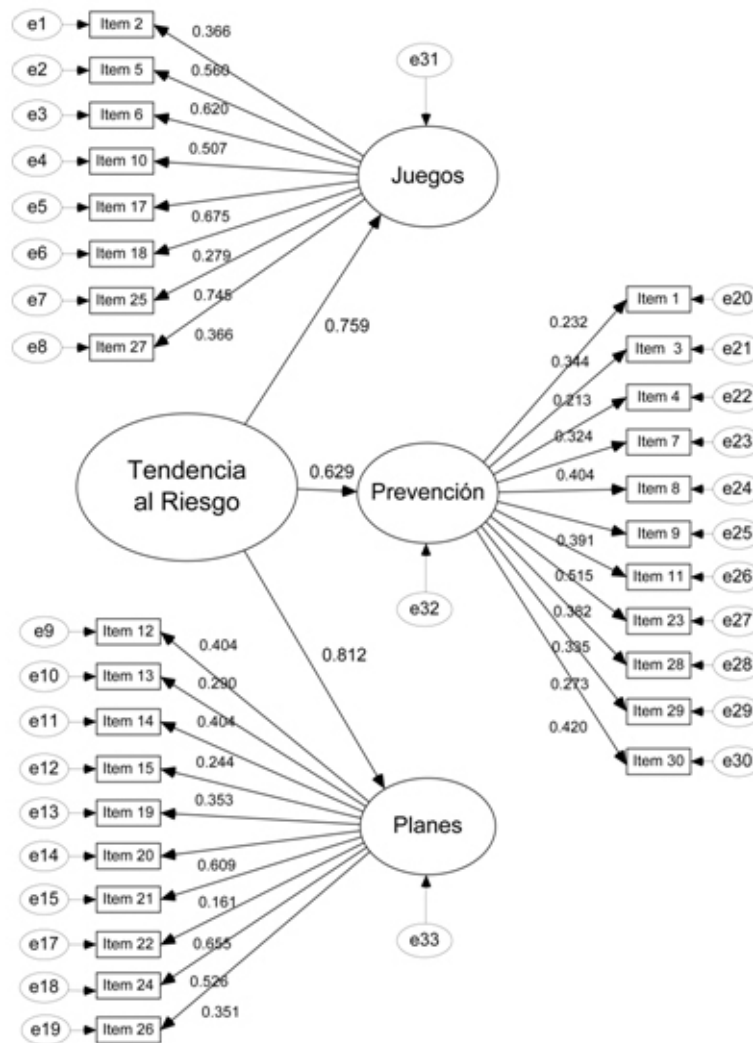 e1 Item 2 0.366
e2 Item 5 0.560
e3 Item 6 0.620
e4 Item 10 0.507
e5 Item 17 0.675
e6 Item 18 0.279
e7 Item 25 0.745
e8 Item 27 0.366
e31
Juegos
0.759
Tendencia
al Riesgo
0.629
Prevención
e32
0.232 Item 1 e20
0.344 Item 3 e21
0.213 Item 4 e22
0.324 Item 7 e23
0.404 Item 8 e24
Item 9 e25
0.391 Item 11 e26
0.515 Item 23 e27
0.382 Item 28 e28
0.335 Item 29 e29
0.273
0.420 Item 30 e30
0.812
e9 Item 12 0.404
e10 Item 13 0.290
e11 Item 14 0.404
e12 Item 15 0.244
e13 Item 19 0.353
e14 Item 20 0.609
e15 Item 21 0.161
e17 Item 22 0.655
e18 Item 24 0.526
e19 Item 26 0.351
Planes
e33